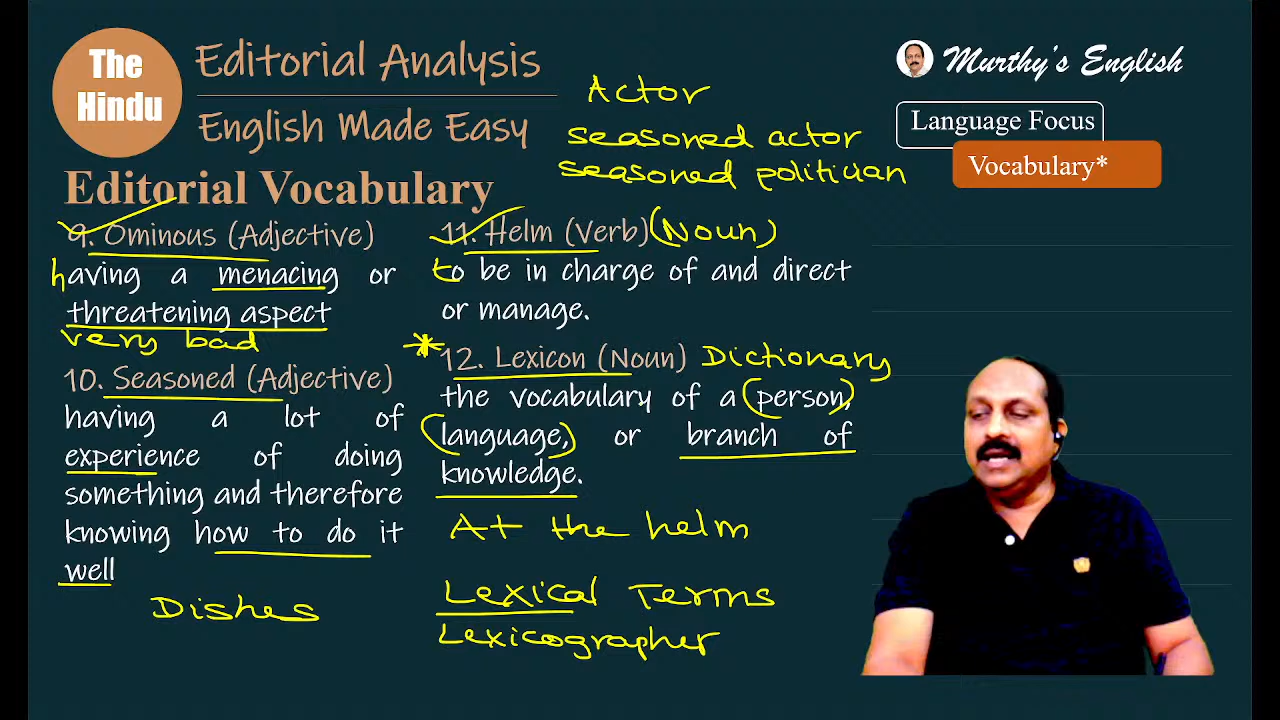 The
Hindu
Editorial Analysis
English Made Easy
Murthy's English
Language Focus
Vocabulary*
Actor
seasoned actor
seasoned politician
Editorial Vocabulary
9. Ominous (Adjective)
having a menacing or
threatening aspect
very bad
10. Seasoned (Adjective)
having a lot of
experience of doing
something and therefore
knowing how to do it
well
Dishes
11. Helm (Verb) (Noun)
to be in charge of and direct
or manage.
* 12. Lexicon (Noun) Dictionary
the vocabulary of a (person,)
(language,) or branch of
knowledge.
At the helm
Lexical Terms
Lexicographer